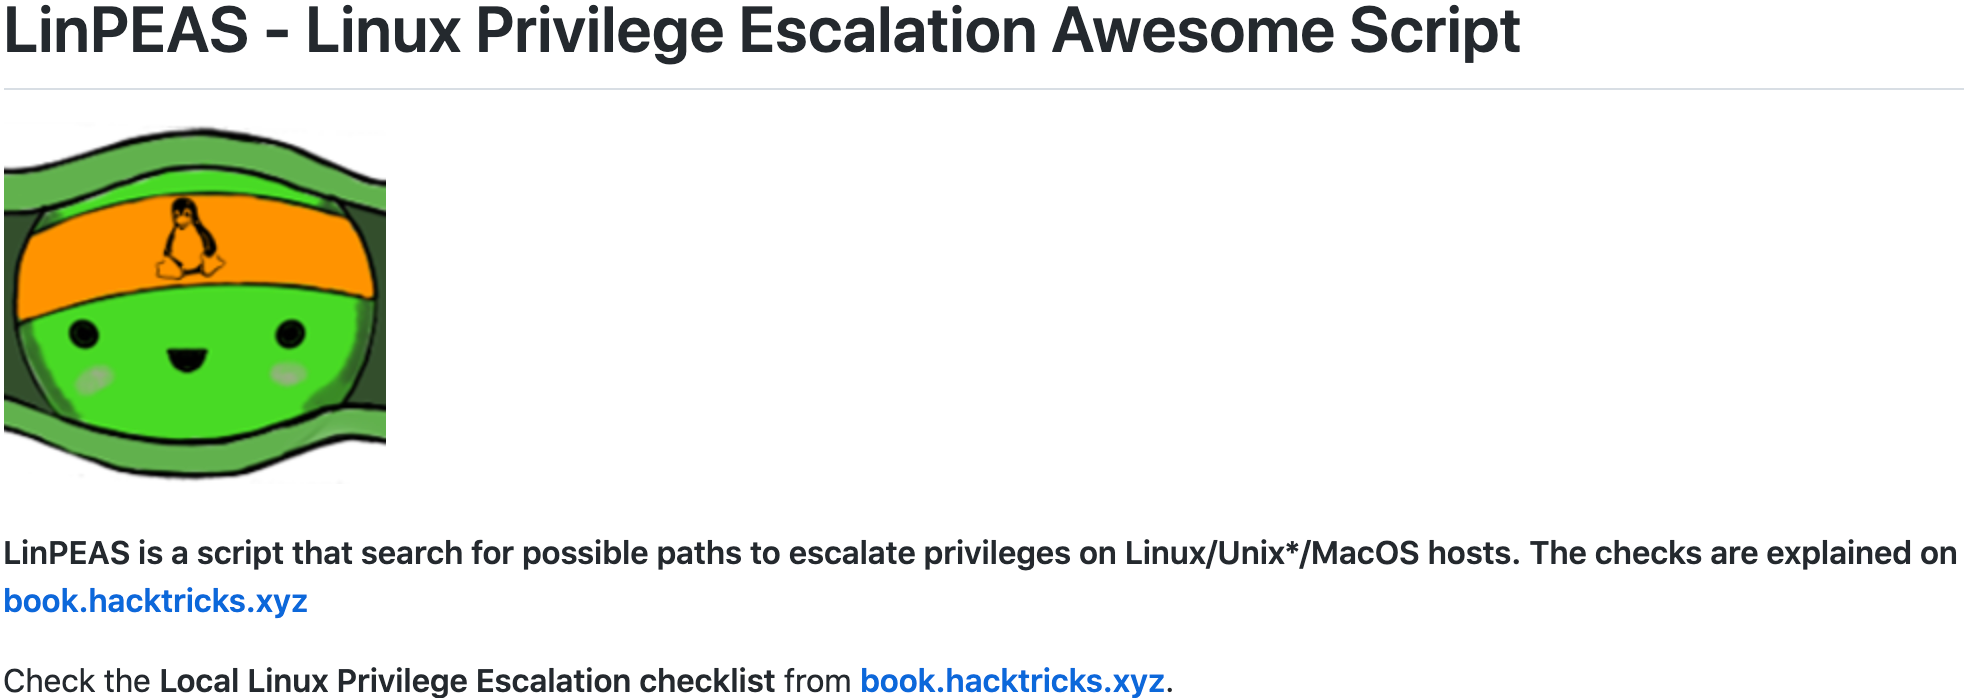 LinPEAS - Linux Privilege Escalation Awesome Script
LinPEAS is a script that search for possible paths to escalate privileges on Linux/Unix*/MacOS hosts. The checks are explained on
book.hacktricks.xyz
Check the Local Linux Privilege Escalation checklist from book.hacktricks.xyz.